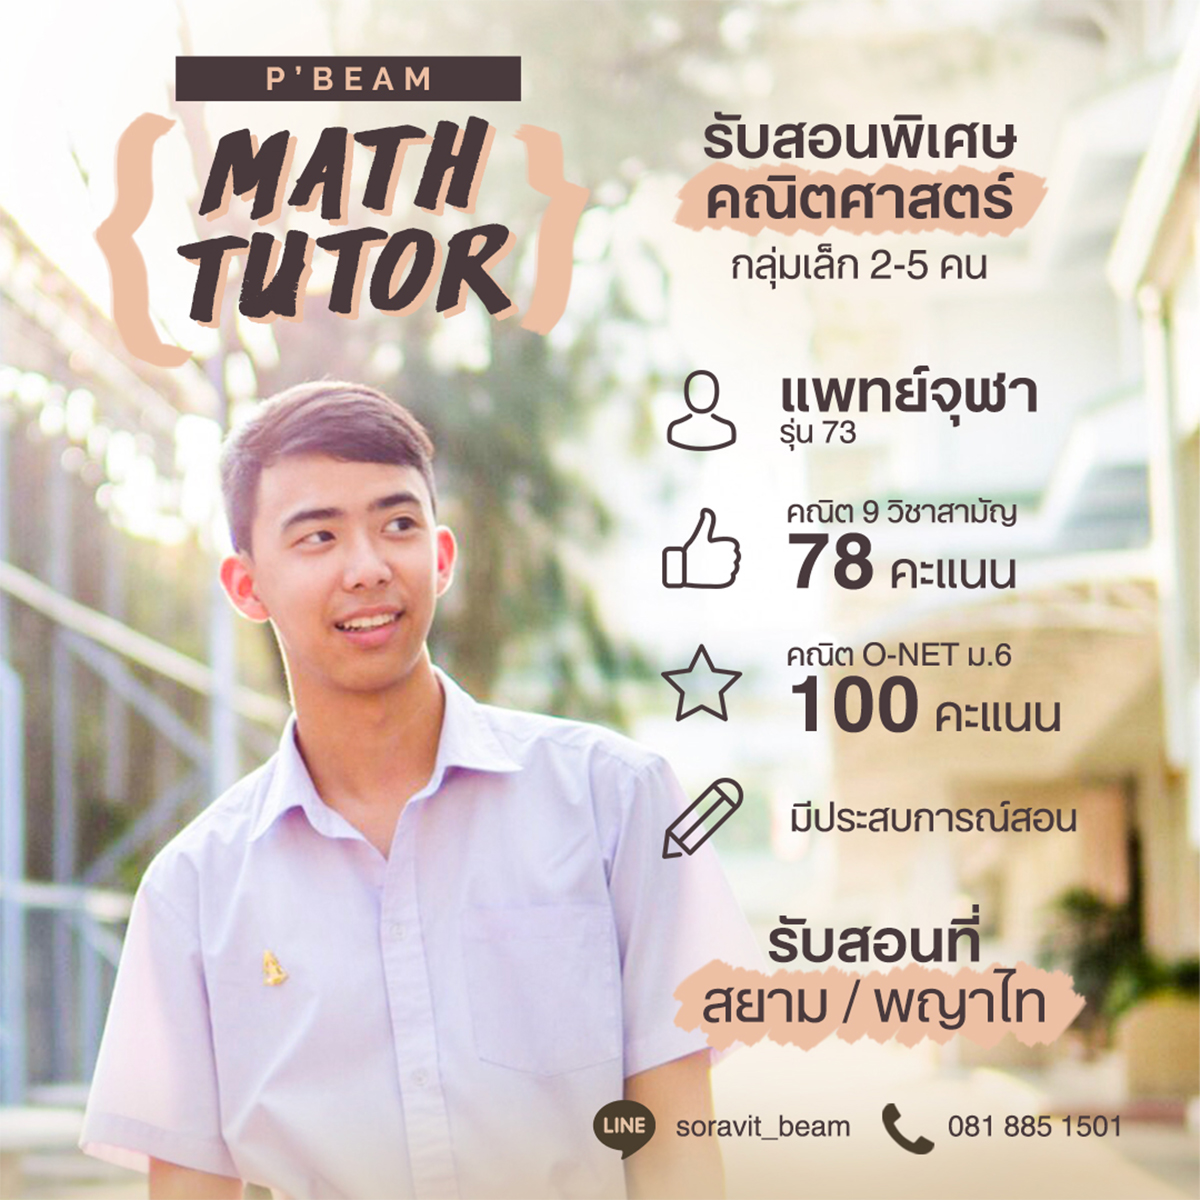 P'BEAM
MATH
TUTOR
รับสอนพิเศษ
คณิตศาสตร์
กลุ่มเล็ก 2-5 คน
แพทย์จุฬา
รุ่น 73
คณิต 9 วิชาสามัญ
78 คะแนน
คณิต O-NET ม.6
100 คะแนน
มีประสบการณ์สอน
รับสอนที่
สยาม / พญาไท
LINE soravit_beam 081 885 1501